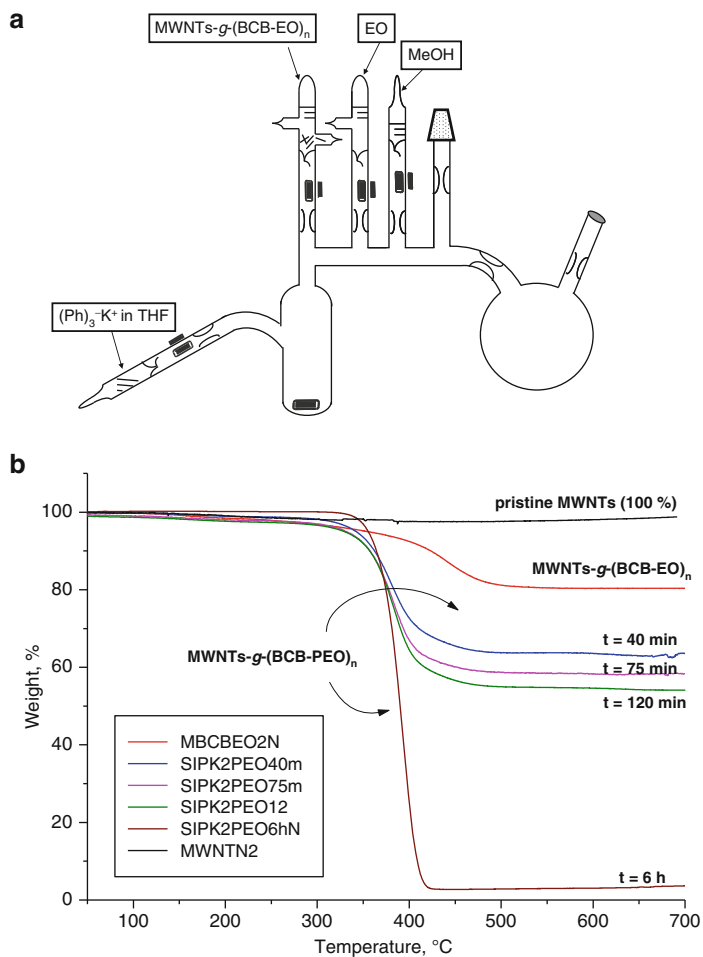 a
MWNTs-g-(BCB-EO)n
EO
MeOH
(Ph)3⁻K⁺ in THF
b
Weight, %
100
80
60
40
20
0
pristine MWNTs (100 %)
MWNTs-g-(BCB-EO)n
t = 40 min
t = 75 min
t = 120 min
MWNTs-g-(BCB-PEO)n
MBCBEO2N
SIPK2PEO40m
SIPK2PEO75m
SIPK2PEO12
SIPK2PEO6hN
MWNTN2
t = 6 h
100 200 300 400 500 600 700
Temperature, °C